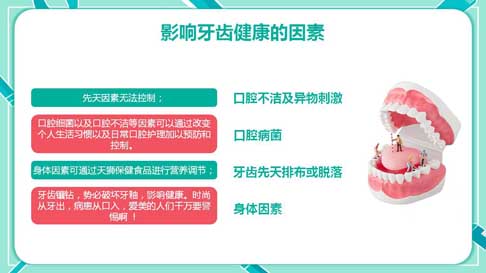 影响牙齿健康的因素
先天因素无法控制；
口腔细菌以及口腔不洁等因素可以通过改变
个人生活习惯以及日常口腔护理加以预防和
控制。
身体因素可通过天狮保健食品进行营养调节；
牙齿镶钻，势必破坏牙釉，影响健康。时尚
从牙出，病患从口入，爱美的人们千万要警
惕啊 ！
口腔不洁及异物刺激
口腔病菌
牙齿先天排布或脱落
身体因素